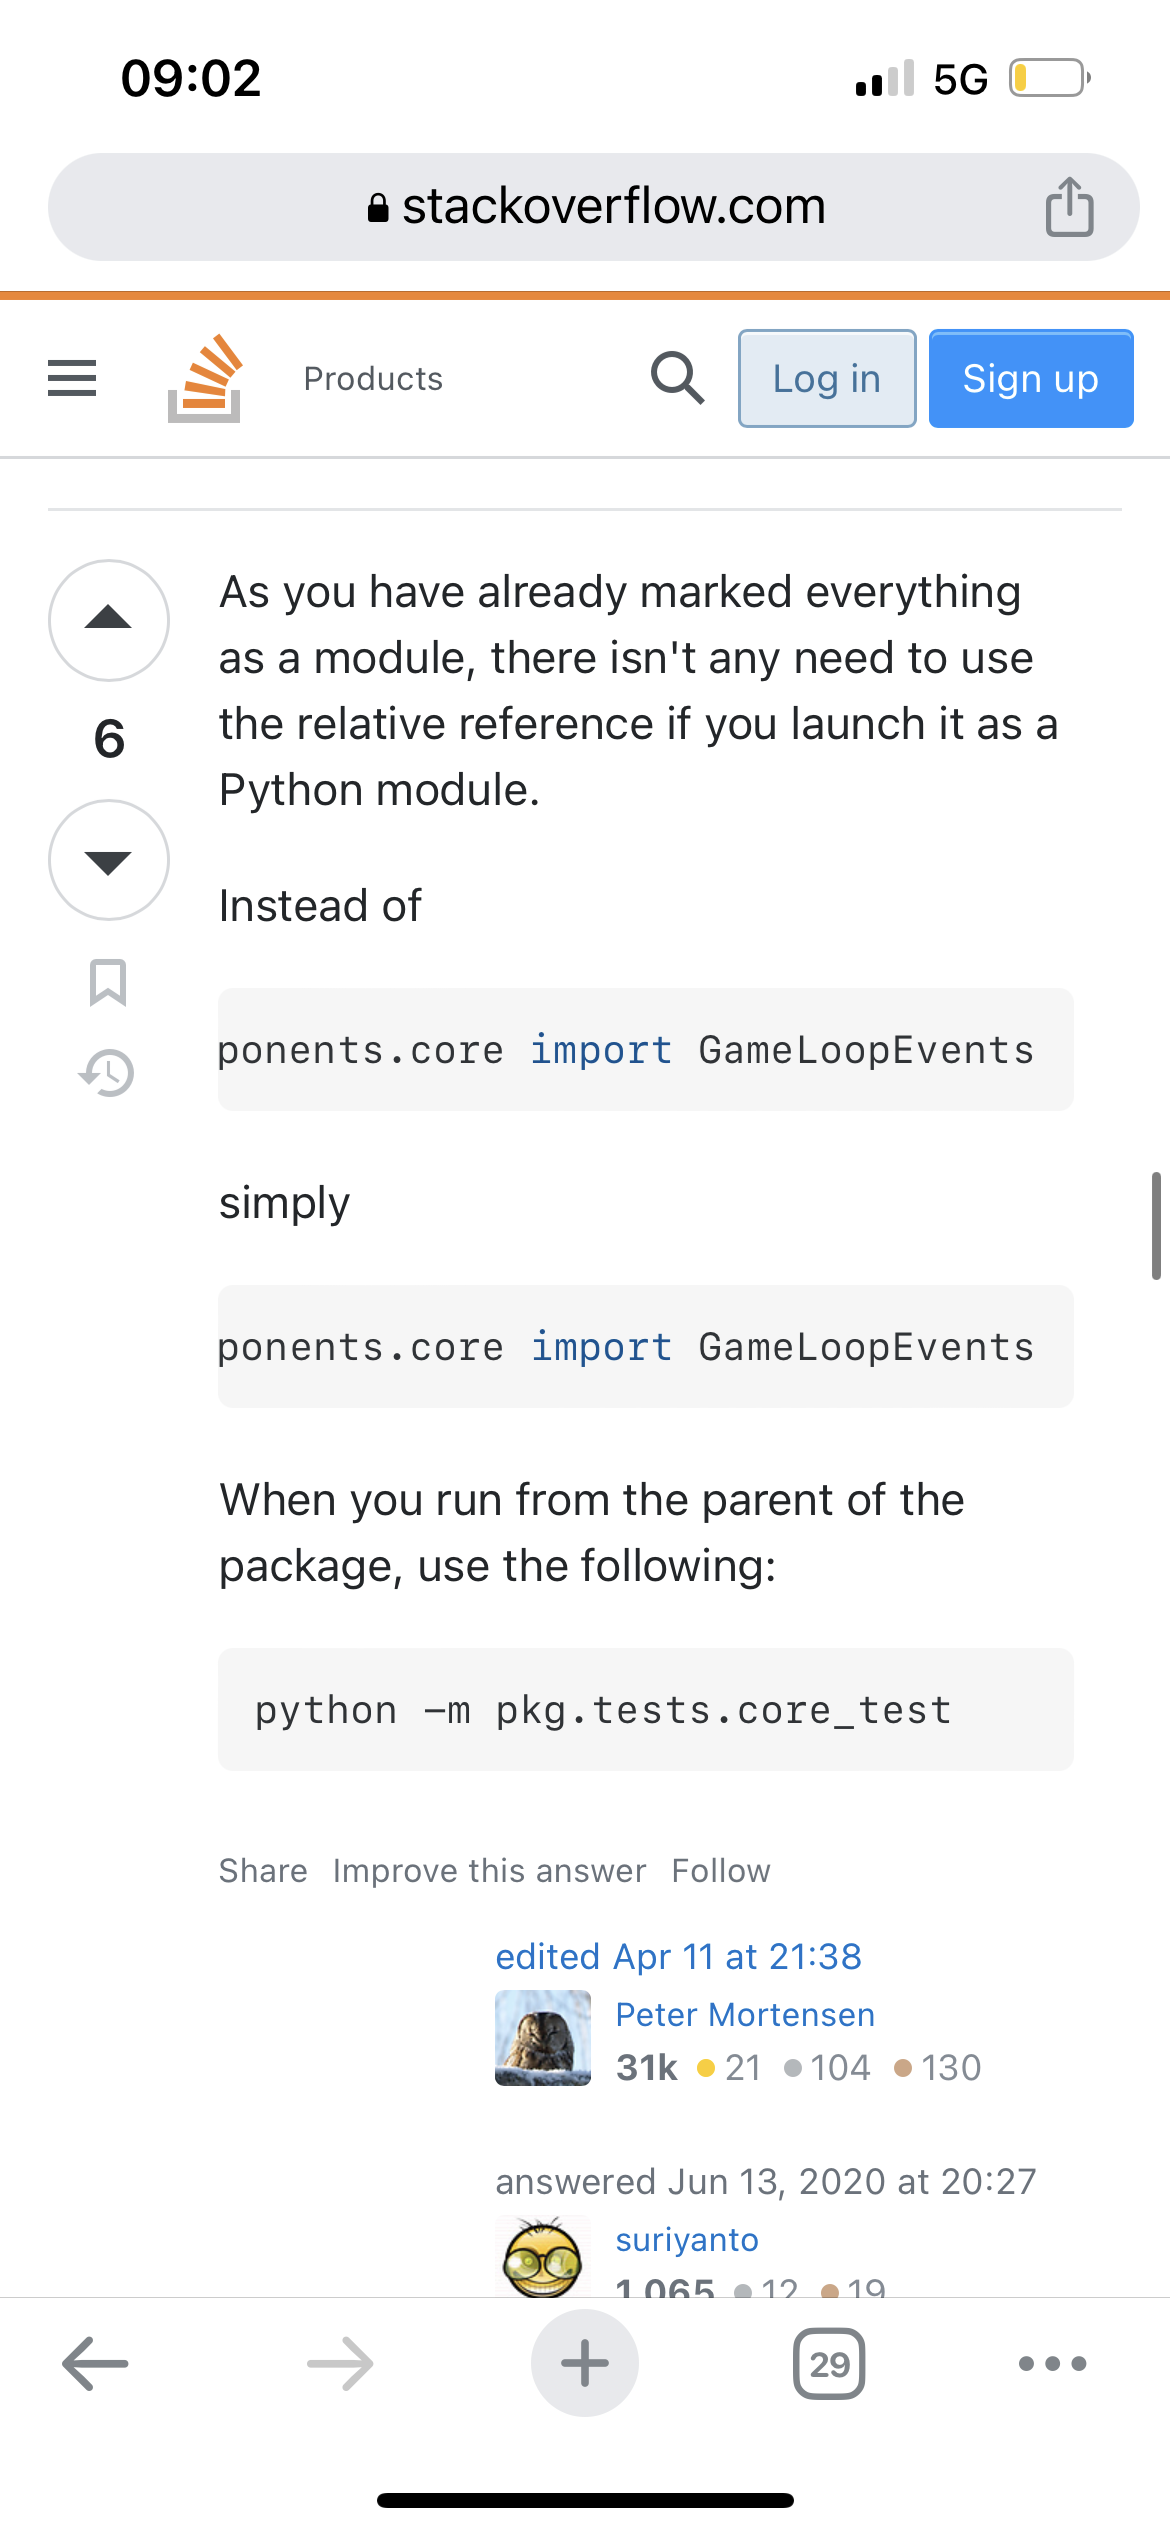 09:02
5G
stackoverflow.com
Products
Log in
Sign up
As you have already marked everything
as a module, there isn't any need to use
the relative reference if you launch it as a
Python module.
6
Instead of
ponents.core import GameLoopEvents
simply
ponents.core import GameLoopEvents
When you run from the parent of the
package, use the following:
python -m pkg.tests.core_test
Share Improve this answer Follow
edited Apr 11 at 21:38
Peter Mortensen
31k 21 104 130
answered Jun 13, 2020 at 20:27
suriyanto
1,065 12 19
29